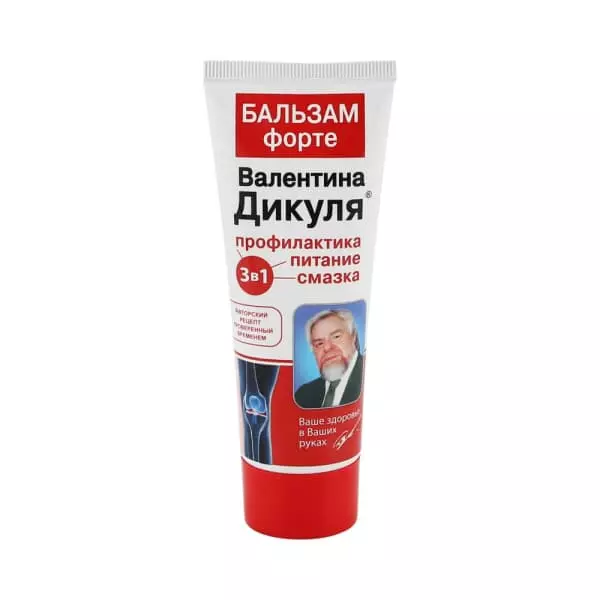 БАЛЬЗАМ
форте
Валентина
Дикуля®
профилактика
питание
3в1
смазка
АВТОРСКИЙ
РЕЦЕПТ
ПРОВЕРЕННЫЙ
ВРЕМЕНЕМ
Ваше здоровье
в Ваших
руках